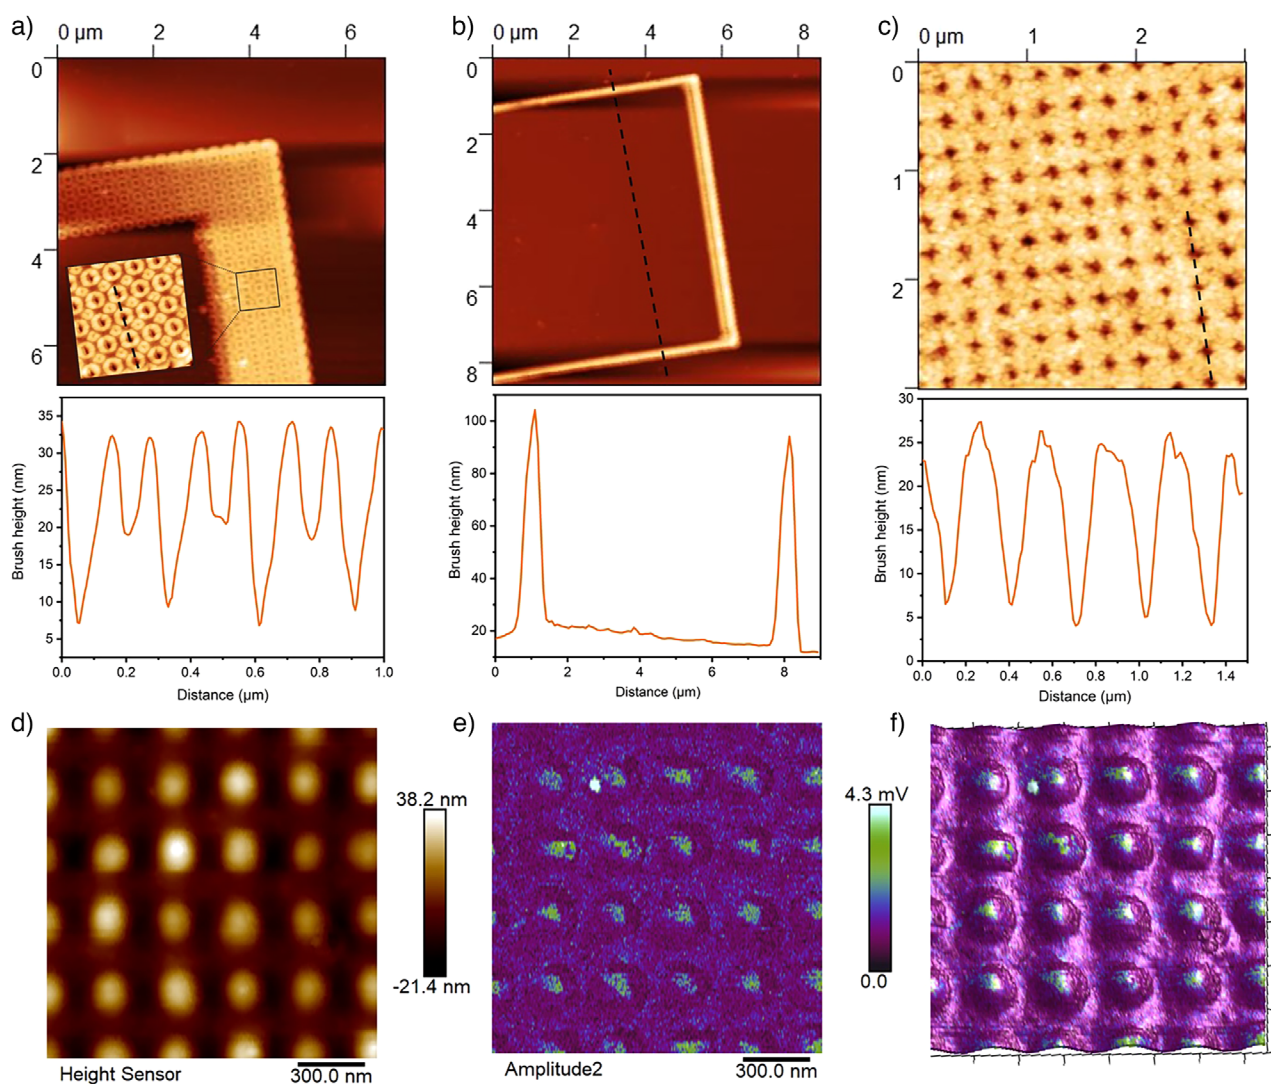 a)
0 µm 2 4 6
0
2
4
6
b)
0 µm 2 4 6 8
0
2
4
6
8
c)
0 µm 1 2
0
1
2
35
30
25
20
15
10
5
Brush height (nm)
0.0 0.2 0.4 0.6 0.8 1.0
Distance (µm)
100
80
60
40
20
Brush height (nm)
0 2 4 6 8
Distance (µm)
30
25
20
15
10
5
0
Brush height (nm)
0.0 0.2 0.4 0.6 0.8 1.0 1.2 1.4
Distance (µm)
d)
38.2 nm
-21.4 nm
Height Sensor
300.0 nm
e)
4.3 mV
0.0
Amplitude2
300.0 nm
f)